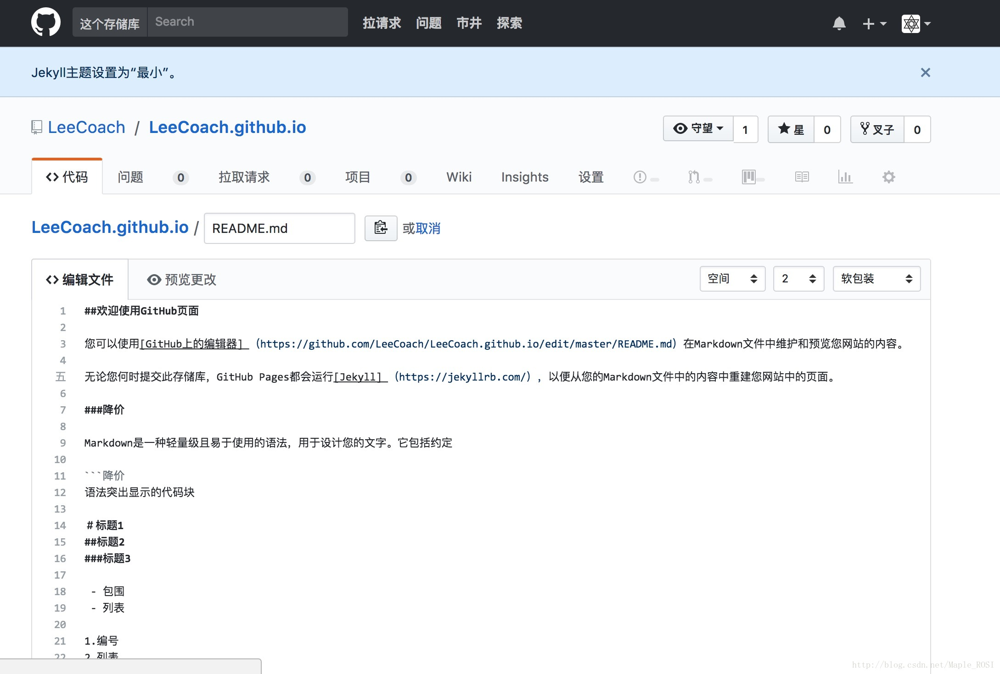 这个存储库 Search 拉请求 问题 市井 探索
Jekyll主题设置为“最小”。
LeeCoach / LeeCoach.github.io 守望 1 星 0 叉子 0
<> 代码 问题 0 拉取请求 0 项目 0 Wiki Insights 设置
LeeCoach.github.io / README.md 或取消
<> 编辑文件 预览更改 空间 2 软包装
1 ##欢迎使用GitHub页面
2
3 您可以使用[GitHub上的编辑器] （https://github.com/LeeCoach/LeeCoach.github.io/edit/master/README.md）在Markdown文件中维护和预览您网站的内容。
4
五 无论您何时提交此存储库，GitHub Pages都会运行[Jekyll] （https://jekyllrb.com/），以便从您的Markdown文件中的内容中重建您网站中的页面。
6
7 ###降价
8
9 Markdown是一种轻量级且易于使用的语法，用于设计您的文字。它包括约定
10
11 ```降价
12 语法突出显示的代码块
13
14 ＃标题1
15 ##标题2
16 ###标题3
17
18 - 包围
19 - 列表
20
21 1.编号
22 2.列表
http://blog.csdn.net/Maple_ROSI